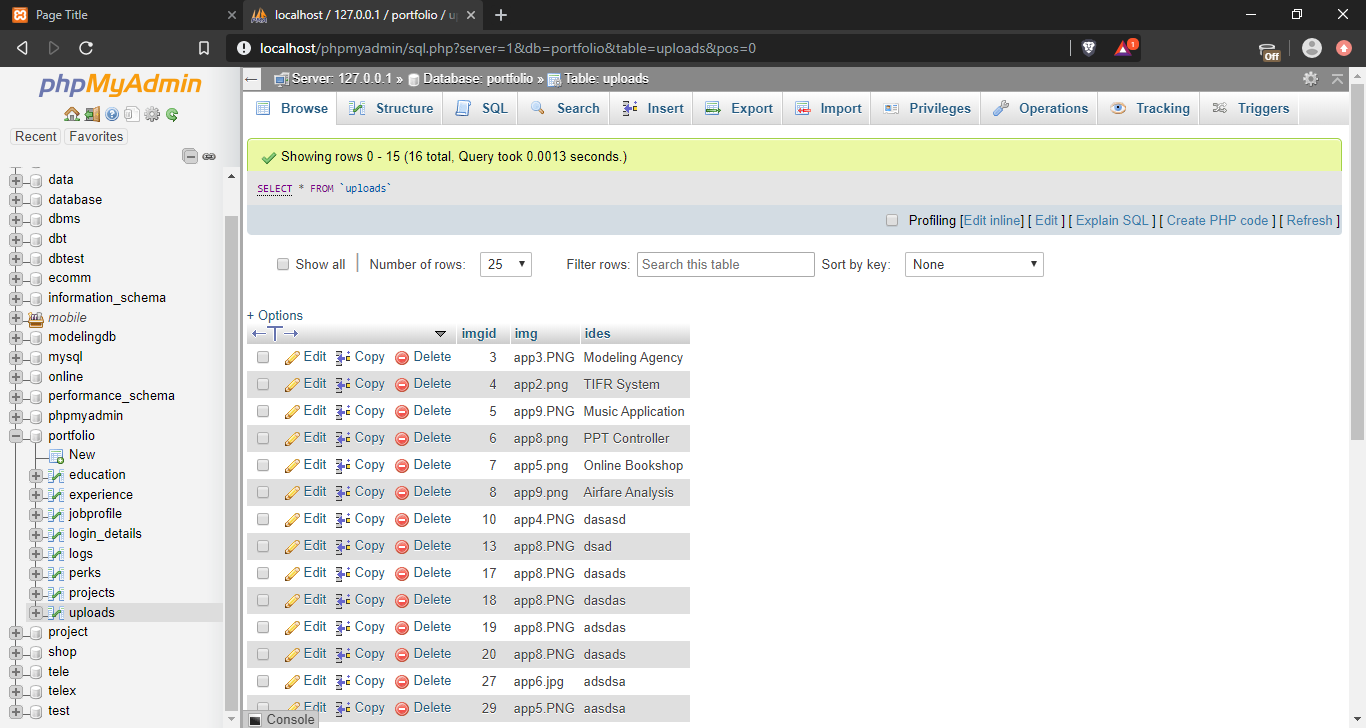 Page Title
localhost / 127.0.0.1 / portfolio / u
localhost/phpmyadmin/sql.php?server=1&db=portfolio&table=uploads&pos=0
1
Off
phpMyAdmin
Recent Favorites
data
database
dbms
dbt
dbtest
ecomm
information_schema
mobile
modelingdb
mysql
online
performance_schema
phpmyadmin
portfolio
New
education
experience
jobprofile
login_details
logs
perks
projects
uploads
project
shop
tele
telex
test
Server: 127.0.0.1 » Database: portfolio » Table: uploads
Browse Structure SQL Search Insert Export Import Privileges Operations Tracking Triggers
Showing rows 0 - 15 (16 total, Query took 0.0013 seconds.)
SELECT * FROM `uploads`
Profiling [Edit inline] [ Edit ] [ Explain SQL ] [ Create PHP code ] [ Refresh ]
Show all | Number of rows: 25 Filter rows: Search this table Sort by key: None
+ Options
imgid img ides
Edit Copy Delete 3 app3.PNG Modeling Agency
Edit Copy Delete 4 app2.png TIFR System
Edit Copy Delete 5 app9.PNG Music Application
Edit Copy Delete 6 app8.png PPT Controller
Edit Copy Delete 7 app5.png Online Bookshop
Edit Copy Delete 8 app9.png Airfare Analysis
Edit Copy Delete 10 app4.PNG dasasd
Edit Copy Delete 13 app8.PNG dsad
Edit Copy Delete 17 app8.PNG dasads
Edit Copy Delete 18 app8.PNG dasdas
Edit Copy Delete 19 app8.PNG adsdas
Edit Copy Delete 20 app8.PNG dasads
Edit Copy Delete 27 app6.jpg adsdsa
Edit Copy Delete 29 app5.PNG aasdsa
Console